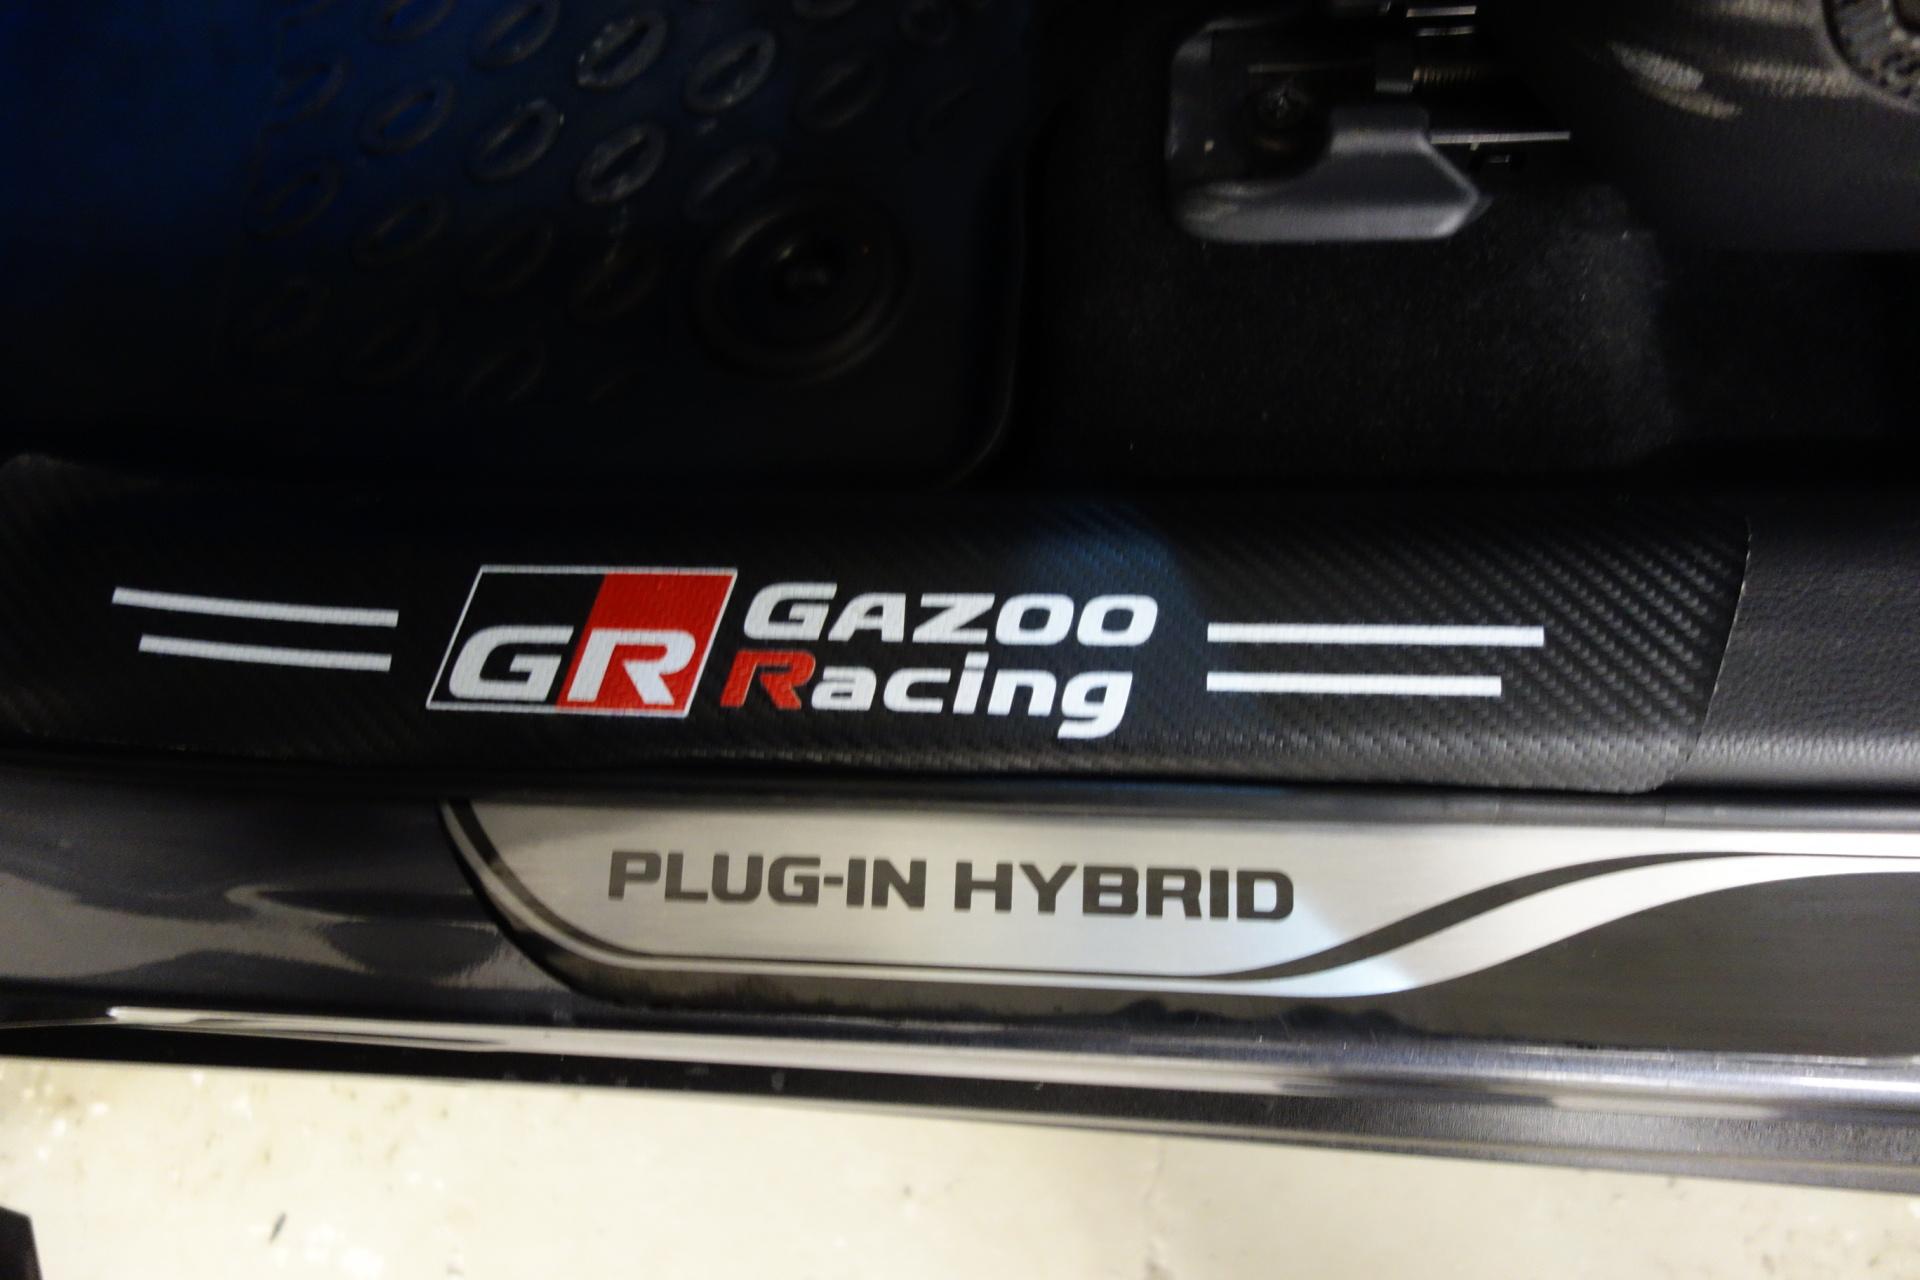 GR GAZOO
Racing
PLUG-IN HYBRID